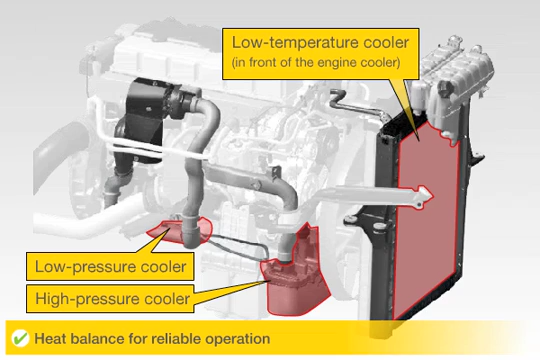 Low-temperature cooler
(in front of the engine cooler)
Low-pressure cooler
High-pressure cooler
Heat balance for reliable operation